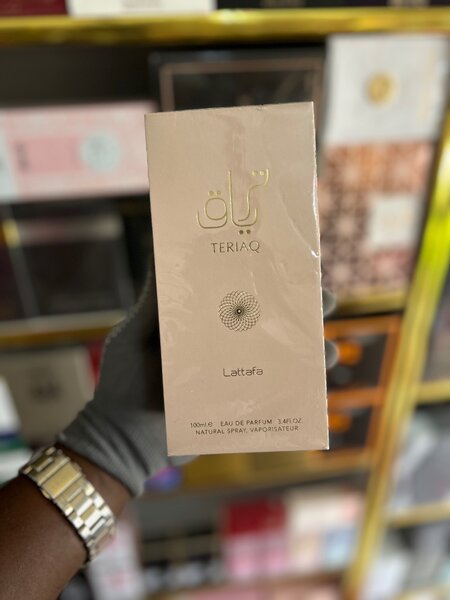 ترياق
TERIAQ
Lattafa
100ml.e EAU DE PARFUM 3.4Fl.OZ.
NATURAL SPRAY, VAPORISATEUR